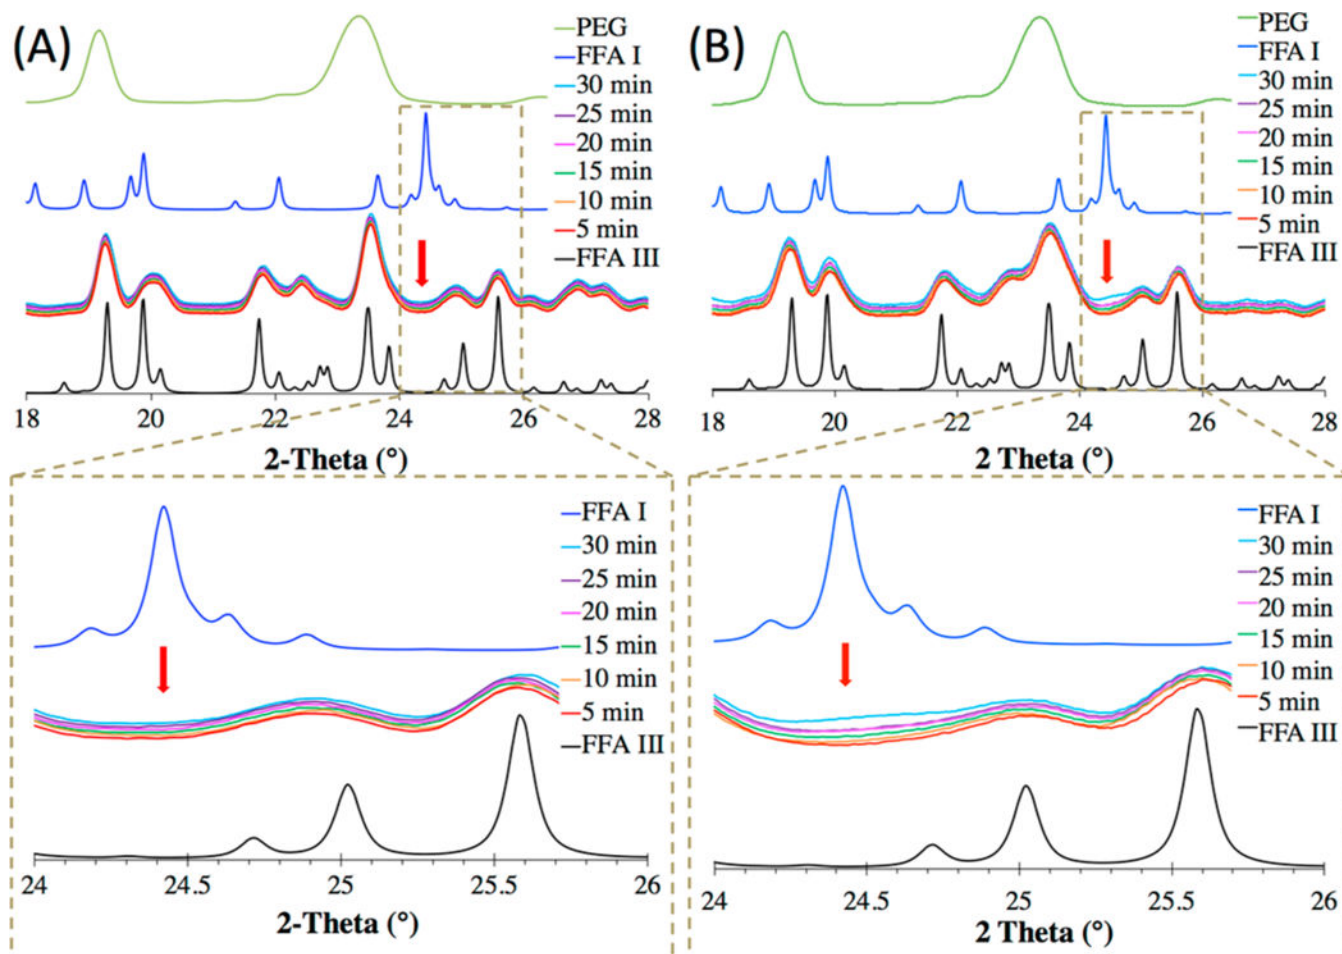 (A)
PEG
FFA I
30 min
25 min
20 min
15 min
10 min
5 min
FFA III
18 20 22 24 26 28
2-Theta (°)
(B)
PEG
FFA I
30 min
25 min
20 min
15 min
10 min
5 min
FFA III
18 20 22 24 26 28
2 Theta (°)
FFA I
30 min
25 min
20 min
15 min
10 min
5 min
FFA III
24 24.5 25 25.5 26
2-Theta (°)
FFA I
30 min
25 min
20 min
15 min
10 min
5 min
FFA III
24 24.5 25 25.5 26
2 Theta (°)